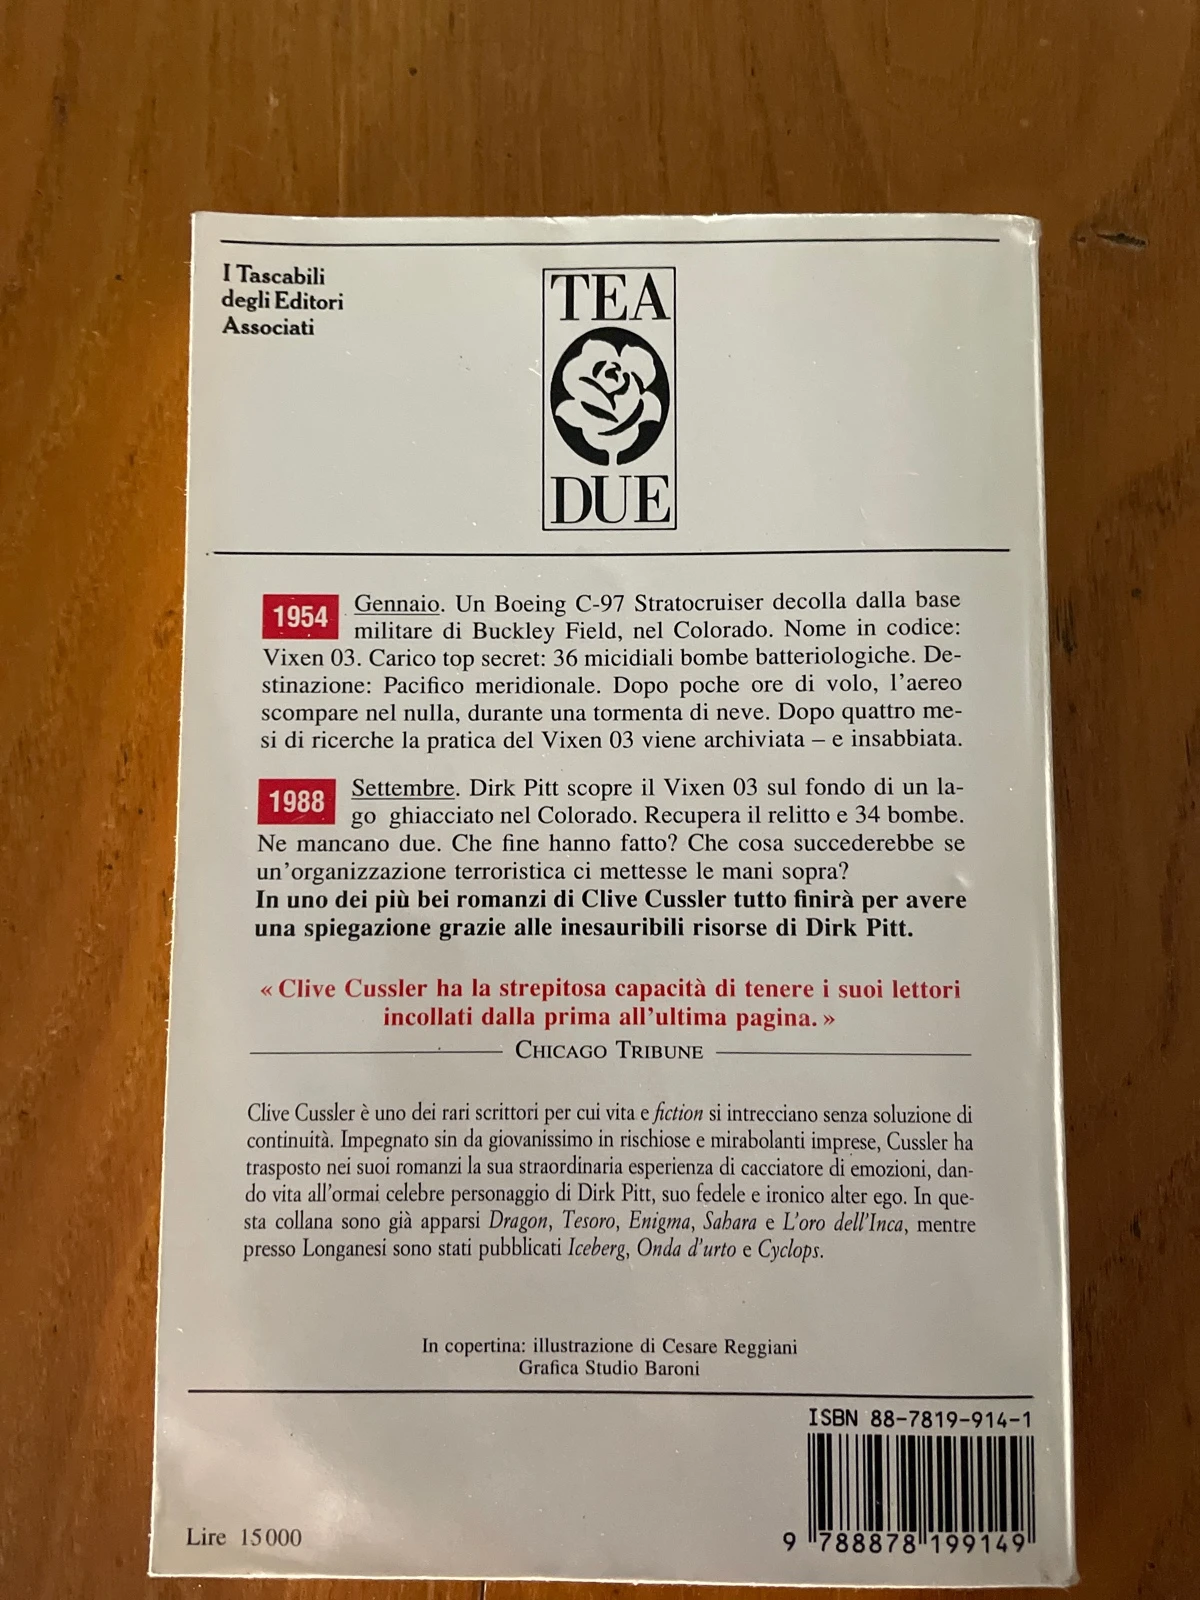 I Tascabili
degli Editori
Associati
TEA
DUE
1954 Gennaio. Un Boeing C-97 Stratocruiser decolla dalla base
militare di Buckley Field, nel Colorado. Nome in codice:
Vixen 03. Carico top secret: 36 micidiali bombe batteriologiche. De-
stinazione: Pacifico meridionale. Dopo poche ore di volo, l'aereo
scompare nel nulla, durante una tormenta di neve. Dopo quattro me-
si di ricerche la pratica del Vixen 03 viene archiviata – e insabbiata.
1988 Settembre. Dirk Pitt scopre il Vixen 03 sul fondo di un la-
go ghiacciato nel Colorado. Recupera il relitto e 34 bombe.
Ne mancano due. Che fine hanno fatto? Che cosa succederebbe se
un'organizzazione terroristica ci mettesse le mani sopra?
In uno dei più bei romanzi di Clive Cussler tutto finirà per avere
una spiegazione grazie alle inesauribili risorse di Dirk Pitt.
« Clive Cussler ha la strepitosa capacità di tenere i suoi lettori
incollati dalla prima all'ultima pagina. »
CHICAGO TRIBUNE
Clive Cussler è uno dei rari scrittori per cui vita e fiction si intrecciano senza soluzione di
continuità. Impegnato sin da giovanissimo in rischiose e mirabolanti imprese, Cussler ha
trasposto nei suoi romanzi la sua straordinaria esperienza di cacciatore di emozioni, dan-
do vita all'ormai celebre personaggio di Dirk Pitt, suo fedele e ironico alter ego. In que-
sta collana sono già apparsi Dragon, Tesoro, Enigma, Sahara e L'oro dell'Inca, mentre
presso Longanesi sono stati pubblicati Iceberg, Onda d'urto e Cyclops.
In copertina: illustrazione di Cesare Reggiani
Grafica Studio Baroni
ISBN 88-7819-914-1
9 788878 199149
Lire 15000